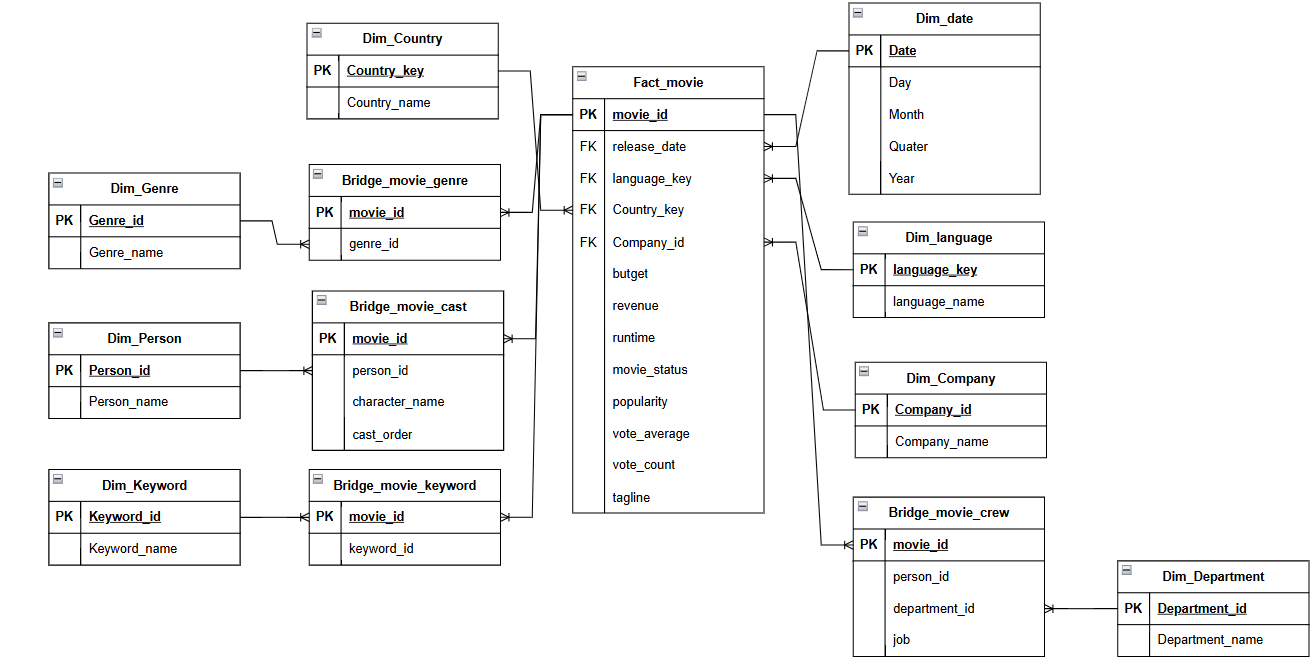 Dim_Country
PK Country_key
Country_name
Dim_Genre
PK Genre_id
Genre_name
Bridge_movie_genre
PK movie_id
genre_id
Dim_Person
PK Person_id
Person_name
Bridge_movie_cast
PK movie_id
person_id
character_name
cast_order
Dim_Keyword
PK Keyword_id
Keyword_name
Bridge_movie_keyword
PK movie_id
keyword_id
Fact_movie
PK movie_id
FK release_date
FK language_key
FK Country_key
FK Company_id
butget
revenue
runtime
movie_status
popularity
vote_average
vote_count
tagline
Dim_date
PK Date
Day
Month
Quater
Year
Dim_language
PK language_key
language_name
Dim_Company
PK Company_id
Company_name
Bridge_movie_crew
PK movie_id
person_id
department_id
job
Dim_Department
PK Department_id
Department_name